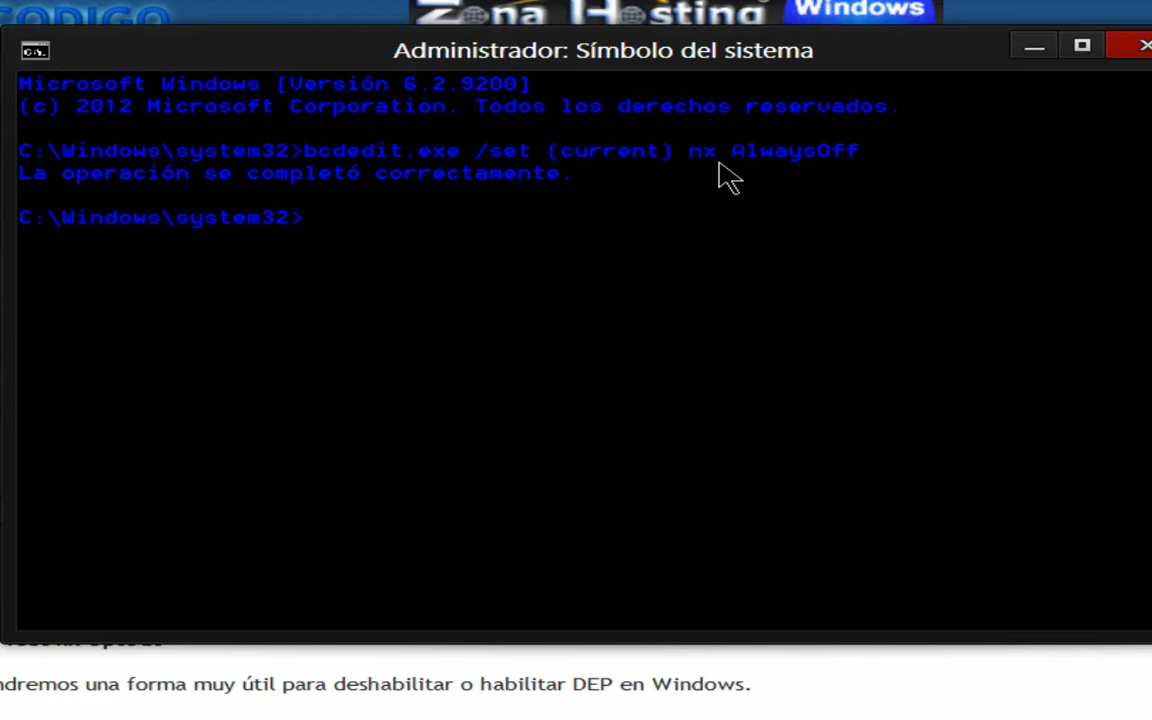 CODIGO
Zona Hosting
Windows
Administrador: Símbolo del sistema
Microsoft Windows [Versión 6.2.9200]
(c) 2012 Microsoft Corporation. Todos los derechos reservados.
C:\Windows\system32>bcdedit.exe /set (current) nx AlwaysOff
La operación se completó correctamente.
C:\Windows\system32>
ndremos una forma muy útil para deshabilitar o habilitar DEP en Windows.